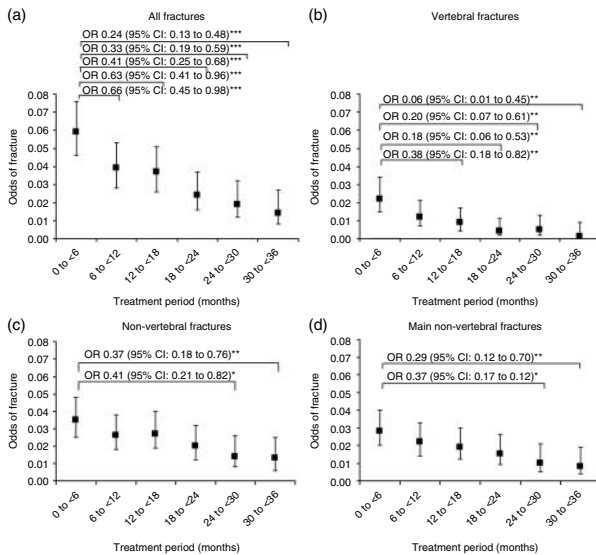 (a)
All fractures
OR 0.24 (95% CI: 0.13 to 0.48)***
OR 0.33 (95% CI: 0.19 to 0.59)***
OR 0.41 (95% CI: 0.25 to 0.68)***
OR 0.63 (95% CI: 0.41 to 0.96)***
OR 0.66 (95% CI: 0.45 to 0.98)***
Odds of fracture
0.08
0.07
0.06
0.05
0.04
0.03
0.02
0.01
0.00
0 to <6
6 to <12
12 to <18
18 to <24
24 to <30
30 to <36
Treatment period (months)
(b)
Vertebral fractures
OR 0.06 (95% CI: 0.01 to 0.45)**
OR 0.20 (95% CI: 0.07 to 0.61)**
OR 0.18 (95% CI: 0.06 to 0.53)**
OR 0.38 (95% CI: 0.18 to 0.82)**
Odds of fracture
0.08
0.07
0.06
0.05
0.04
0.03
0.02
0.01
0.00
0 to <6
6 to <12
12 to <18
18 to <24
24 to <30
30 to <36
Treatment period (months)
(c)
Non-vertebral fractures
OR 0.37 (95% CI: 0.18 to 0.76)**
OR 0.41 (95% CI: 0.21 to 0.82)*
Odds of fracture
0.08
0.07
0.06
0.05
0.04
0.03
0.02
0.01
0.00
0 to <6
6 to <12
12 to <18
18 to <24
24 to <30
30 to <36
Treatment period (months)
(d)
Main non-vertebral fractures
OR 0.29 (95% CI: 0.12 to 0.70)**
OR 0.37 (95% CI: 0.17 to 0.12)*
Odds of fracture
0.08
0.07
0.06
0.05
0.04
0.03
0.02
0.01
0.00
0 to <6
6 to <12
12 to <18
18 to <24
24 to <30
30 to <36
Treatment period (months)